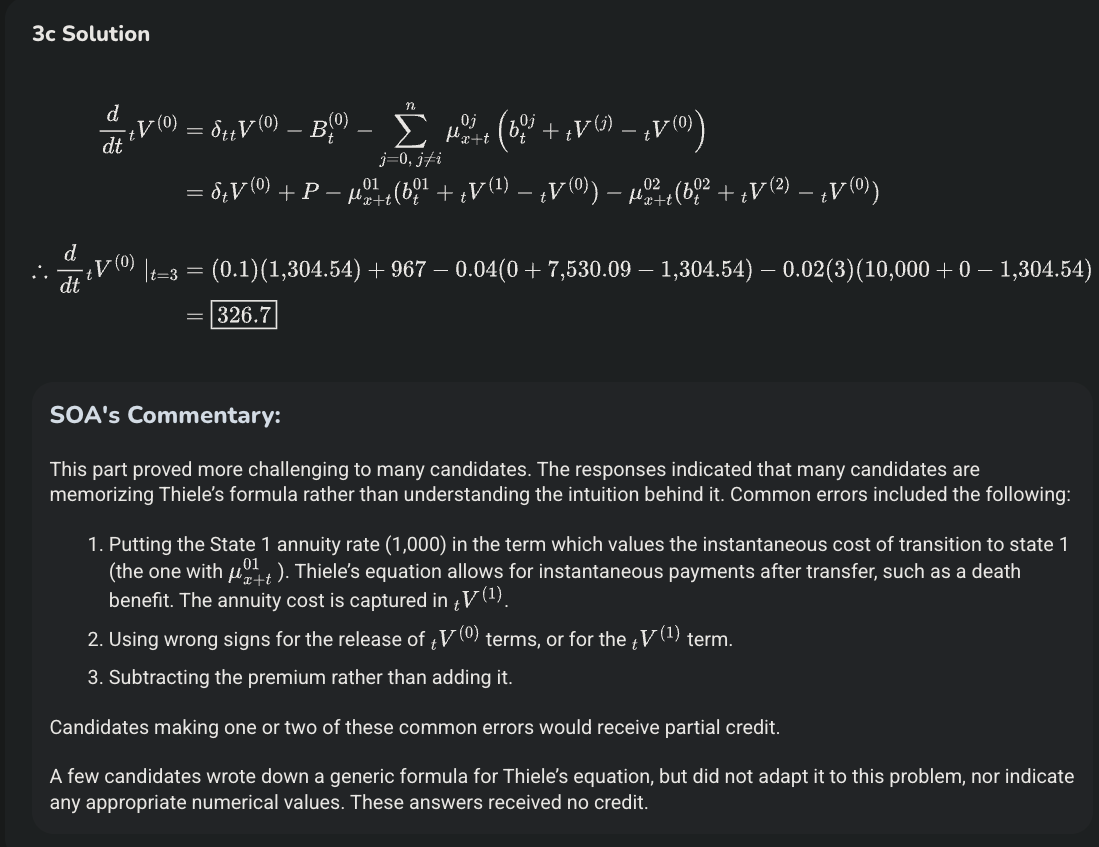 3c Solution
$\frac{d}{dt} {}_tV^{(0)} = \delta_{tt}V^{(0)} - B_t^{(0)} - \sum_{j=0,\, j \neq i}^{n} \mu_{x+t}^{0j} \left( b_t^{0j} + {}_tV^{(j)} - {}_tV^{(0)} \right)$
$= \delta_t V^{(0)} + P - \mu_{x+t}^{01} (b_t^{01} + {}_tV^{(1)} - {}_tV^{(0)}) - \mu_{x+t}^{02} (b_t^{02} + {}_tV^{(2)} - {}_tV^{(0)})$
$\therefore \frac{d}{dt} {}_tV^{(0)} \mid_{t=3} = (0.1)(1,304.54) + 967 - 0.04(0 + 7,530.09 - 1,304.54) - 0.02(3)(10,000 + 0 - 1,304.54)$
$= \boxed{326.7}$
SOA's Commentary:
This part proved more challenging to many candidates. The responses indicated that many candidates are
memorizing Thiele’s formula rather than understanding the intuition behind it. Common errors included the following:
1. Putting the State 1 annuity rate (1,000) in the term which values the instantaneous cost of transition to state 1
(the one with $\mu_{x+t}^{01}$ ). Thiele’s equation allows for instantaneous payments after transfer, such as a death
benefit. The annuity cost is captured in ${}_tV^{(1)}$.
2. Using wrong signs for the release of ${}_tV^{(0)}$ terms, or for the ${}_tV^{(1)}$ term.
3. Subtracting the premium rather than adding it.
Candidates making one or two of these common errors would receive partial credit.
A few candidates wrote down a generic formula for Thiele’s equation, but did not adapt it to this problem, nor indicate
any appropriate numerical values. These answers received no credit.